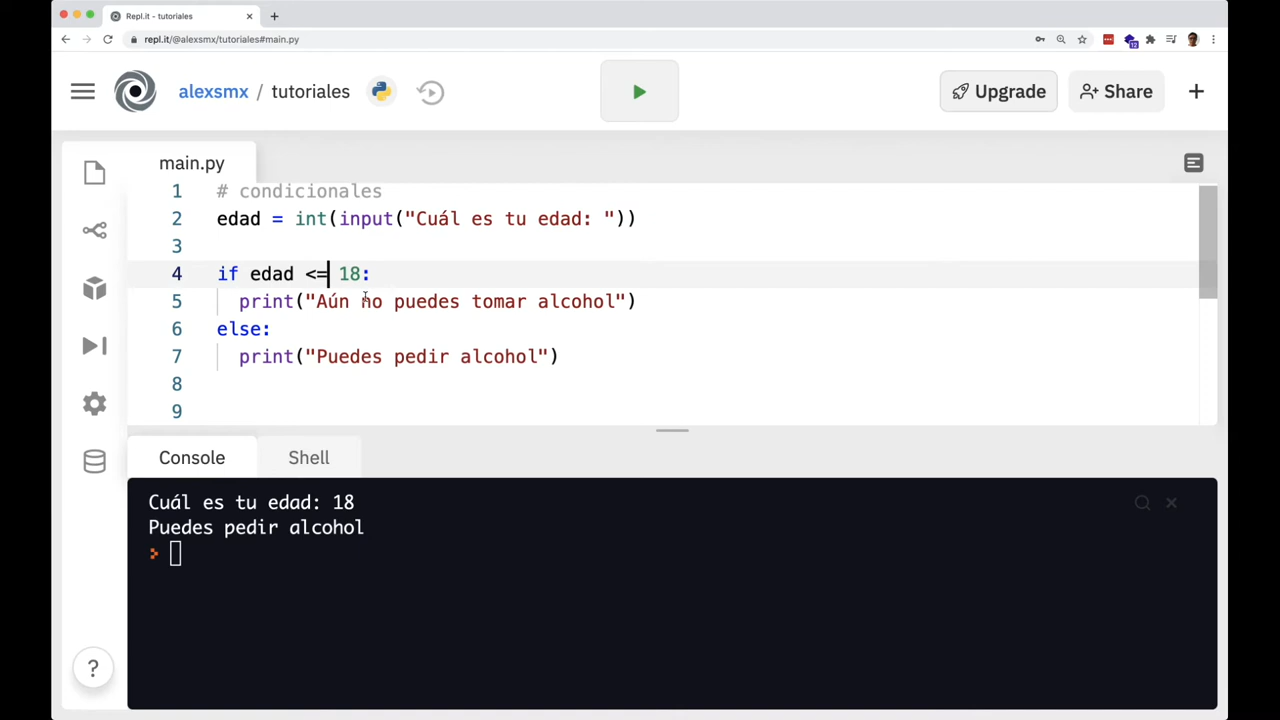 Repl.it - tutoriales
repl.it/@alexsmx/tutoriales#main.py
12
alexsmx / tutoriales
Upgrade
Share
main.py
1 # condicionales
2 edad = int(input("Cuál es tu edad: "))
3
4 if edad <= 18:
5 print("Aún no puedes tomar alcohol")
6 else:
7 print("Puedes pedir alcohol")
8
9
Console
Shell
Cuál es tu edad: 18
Puedes pedir alcohol
?